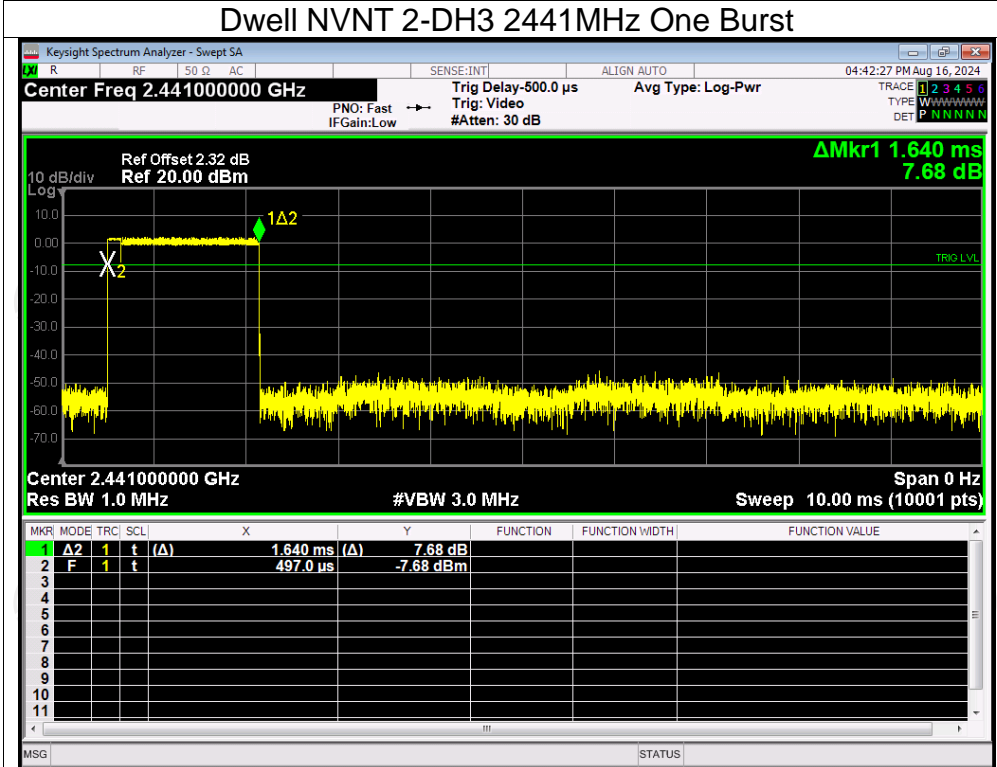 Dwell NVNT 2-DH3 2441MHz One Burst
Keysight Spectrum Analyzer - Swept SA
LXI R RF 50 Ω AC SENSE:INT ALIGN AUTO 04:42:27 PM Aug 16, 2024
Center Freq 2.441000000 GHz Trig Delay-500.0 µs Avg Type: Log-Pwr TRACE 1 2 3 4 5 6
PNO: Fast Trig: Video TYPE WWWWWW
IFGain:Low #Atten: 30 dB DET P N N N N N
ΔMkr1 1.640 ms
7.68 dB
Ref Offset 2.32 dB
10 dB/div Ref 20.00 dBm
Log
1Δ2
10.0
0.00
TRIG LVL
2
-10.0
-20.0
-30.0
-40.0
-50.0
-60.0
-70.0
Center 2.441000000 GHz Span 0 Hz
Res BW 1.0 MHz #VBW 3.0 MHz Sweep 10.00 ms (10001 pts)
MKR MODE TRC SCL X Y FUNCTION FUNCTION WIDTH FUNCTION VALUE
1 Δ2 1 t (Δ) 1.640 ms (Δ) 7.68 dB
2 F 1 t 497.0 µs -7.68 dBm
3
4
5
6
7
8
9
10
11
MSG STATUS